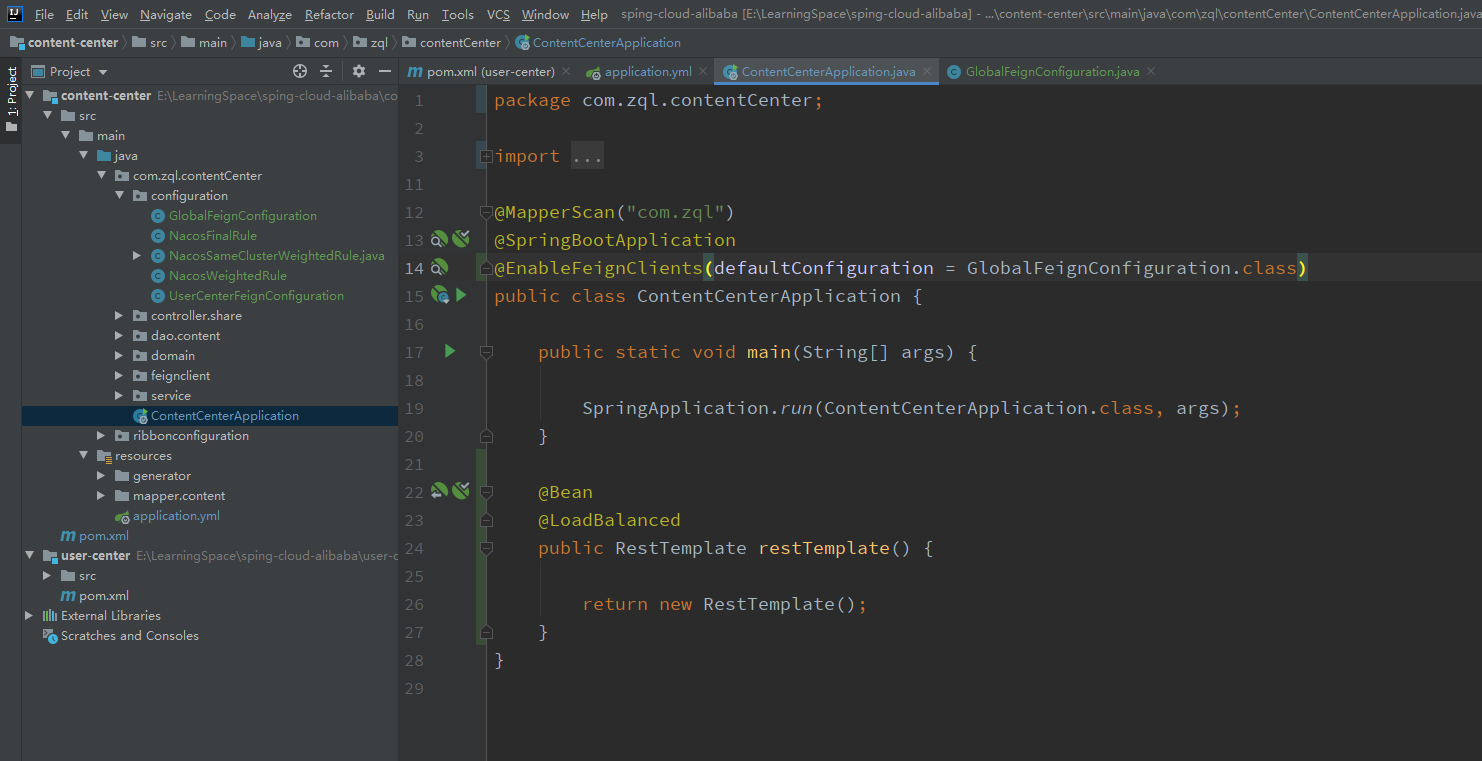 File Edit View Navigate Code Analyze Refactor Build Run Tools VCS Window Help sping-cloud-alibaba [E:\LearningSpace\sping-cloud-alibaba] - ...\content-center\src\main\java\com\zql\contentCenter\ContentCenterApplication.java
content-center src main java com zql contentCenter ContentCenterApplication
1: Project
Project
content-center E:\LearningSpace\sping-cloud-alibaba\co
src
main
java
com.zql.contentCenter
configuration
GlobalFeignConfiguration
NacosFinalRule
NacosSameClusterWeightedRule.java
NacosWeightedRule
UserCenterFeignConfiguration
controller.share
dao.content
domain
feignclient
service
ContentCenterApplication
ribbonconfiguration
resources
generator
mapper.content
application.yml
pom.xml
user-center E:\LearningSpace\sping-cloud-alibaba\user-c
src
pom.xml
External Libraries
Scratches and Consoles
pom.xml (user-center) application.yml ContentCenterApplication.java GlobalFeignConfiguration.java
1 package com.zql.contentCenter;
2
3 import ...
11
12 @MapperScan("com.zql")
13 @SpringBootApplication
14 @EnableFeignClients(defaultConfiguration = GlobalFeignConfiguration.class)
15 public class ContentCenterApplication {
16
17 public static void main(String[] args) {
18
19 SpringApplication.run(ContentCenterApplication.class, args);
20 }
21
22 @Bean
23 @LoadBalanced
24 public RestTemplate restTemplate() {
25
26 return new RestTemplate();
27 }
28 }
29